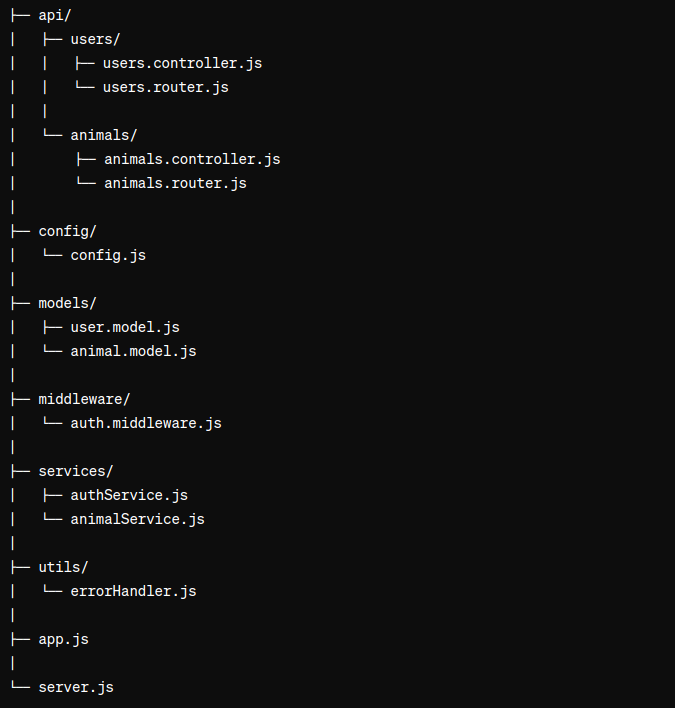 ├── api/
│   ├── users/
│   │   ├── users.controller.js
│   │   └── users.router.js
│   │
│   └── animals/
│       ├── animals.controller.js
│       └── animals.router.js
│
├── config/
│   └── config.js
│
├── models/
│   ├── user.model.js
│   └── animal.model.js
│
├── middleware/
│   └── auth.middleware.js
│
├── services/
│   ├── authService.js
│   └── animalService.js
│
├── utils/
│   └── errorHandler.js
│
├── app.js
│
└── server.js